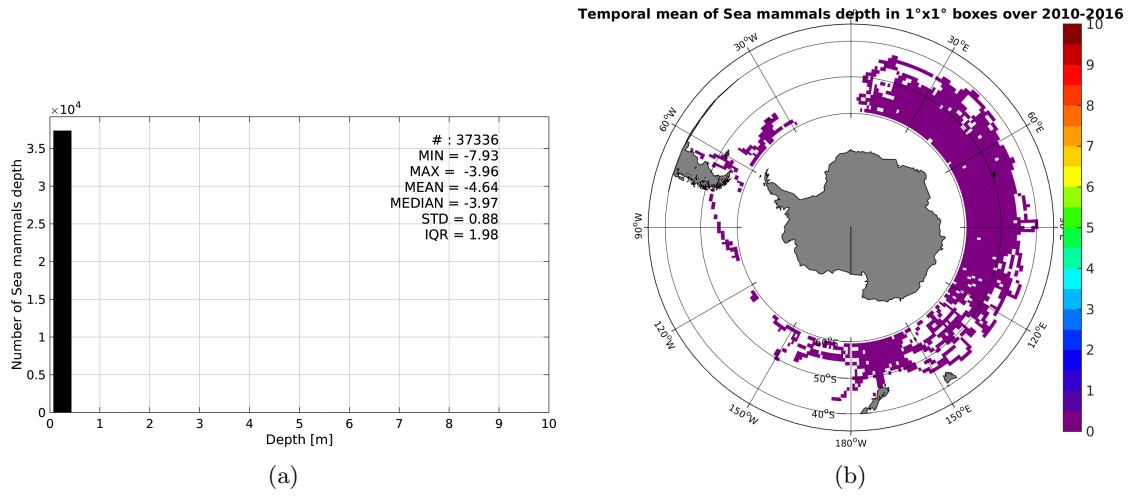 ×10⁴
3.5
3
2.5
2
1.5
1
0.5
0
0 1 2 3 4 5 6 7 8 9 10
Number of Sea mammals depth
Depth [m]
# : 37336
MIN = -7.93
MAX = -3.96
MEAN = -4.64
MEDIAN = -3.97
STD = 0.88
IQR = 1.98
(a)
Temporal mean of Sea mammals depth in 1°x1° boxes over 2010-2016
30°W
30°E
60°W
60°E
90°W
120°W
120°E
150°W
150°E
180°W
60°S
50°S
40°S
10
9
8
7
6
5
4
3
2
1
0
(b)